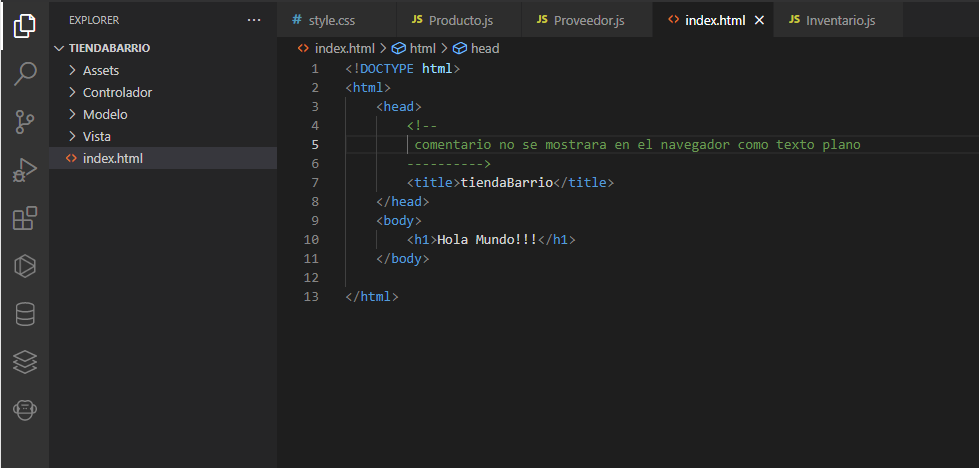 EXPLORER ...
TIENDABARRIO
Assets
Controlador
Modelo
Vista
<> index.html
# style.css
JS Producto.js
JS Proveedor.js
<> index.html ×
JS Inventario.js
<> index.html > html > head
1 <!DOCTYPE html>
2 <html>
3 <head>
4 <!--
5 comentario no se mostrara en el navegador como texto plano
6 ---------->
7 <title>tiendaBarrio</title>
8 </head>
9 <body>
10 <h1>Hola Mundo!!!</h1>
11 </body>
12
13 </html>